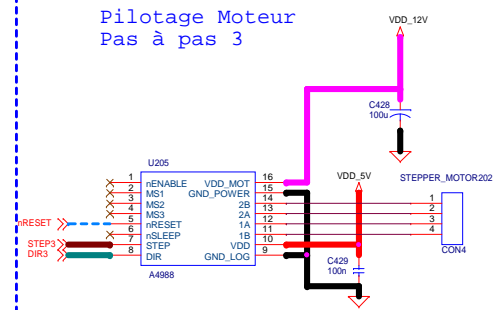 Pilotage Moteur
Pas à pas 3
VDD_12V
C428
100u
U205
VDD_5V
STEPPER_MOTOR202
1 nENABLE VDD_MOT 16
2 MS1 GND_POWER 15
3 MS2 2B 14 1
4 MS3 2A 13 2
nRESET 5 nRESET 1A 12 3
6 nSLEEP 1B 11 4
STEP3 7 STEP VDD 10
DIR3 8 DIR GND_LOG 9
CON4
C429
100n
A4988